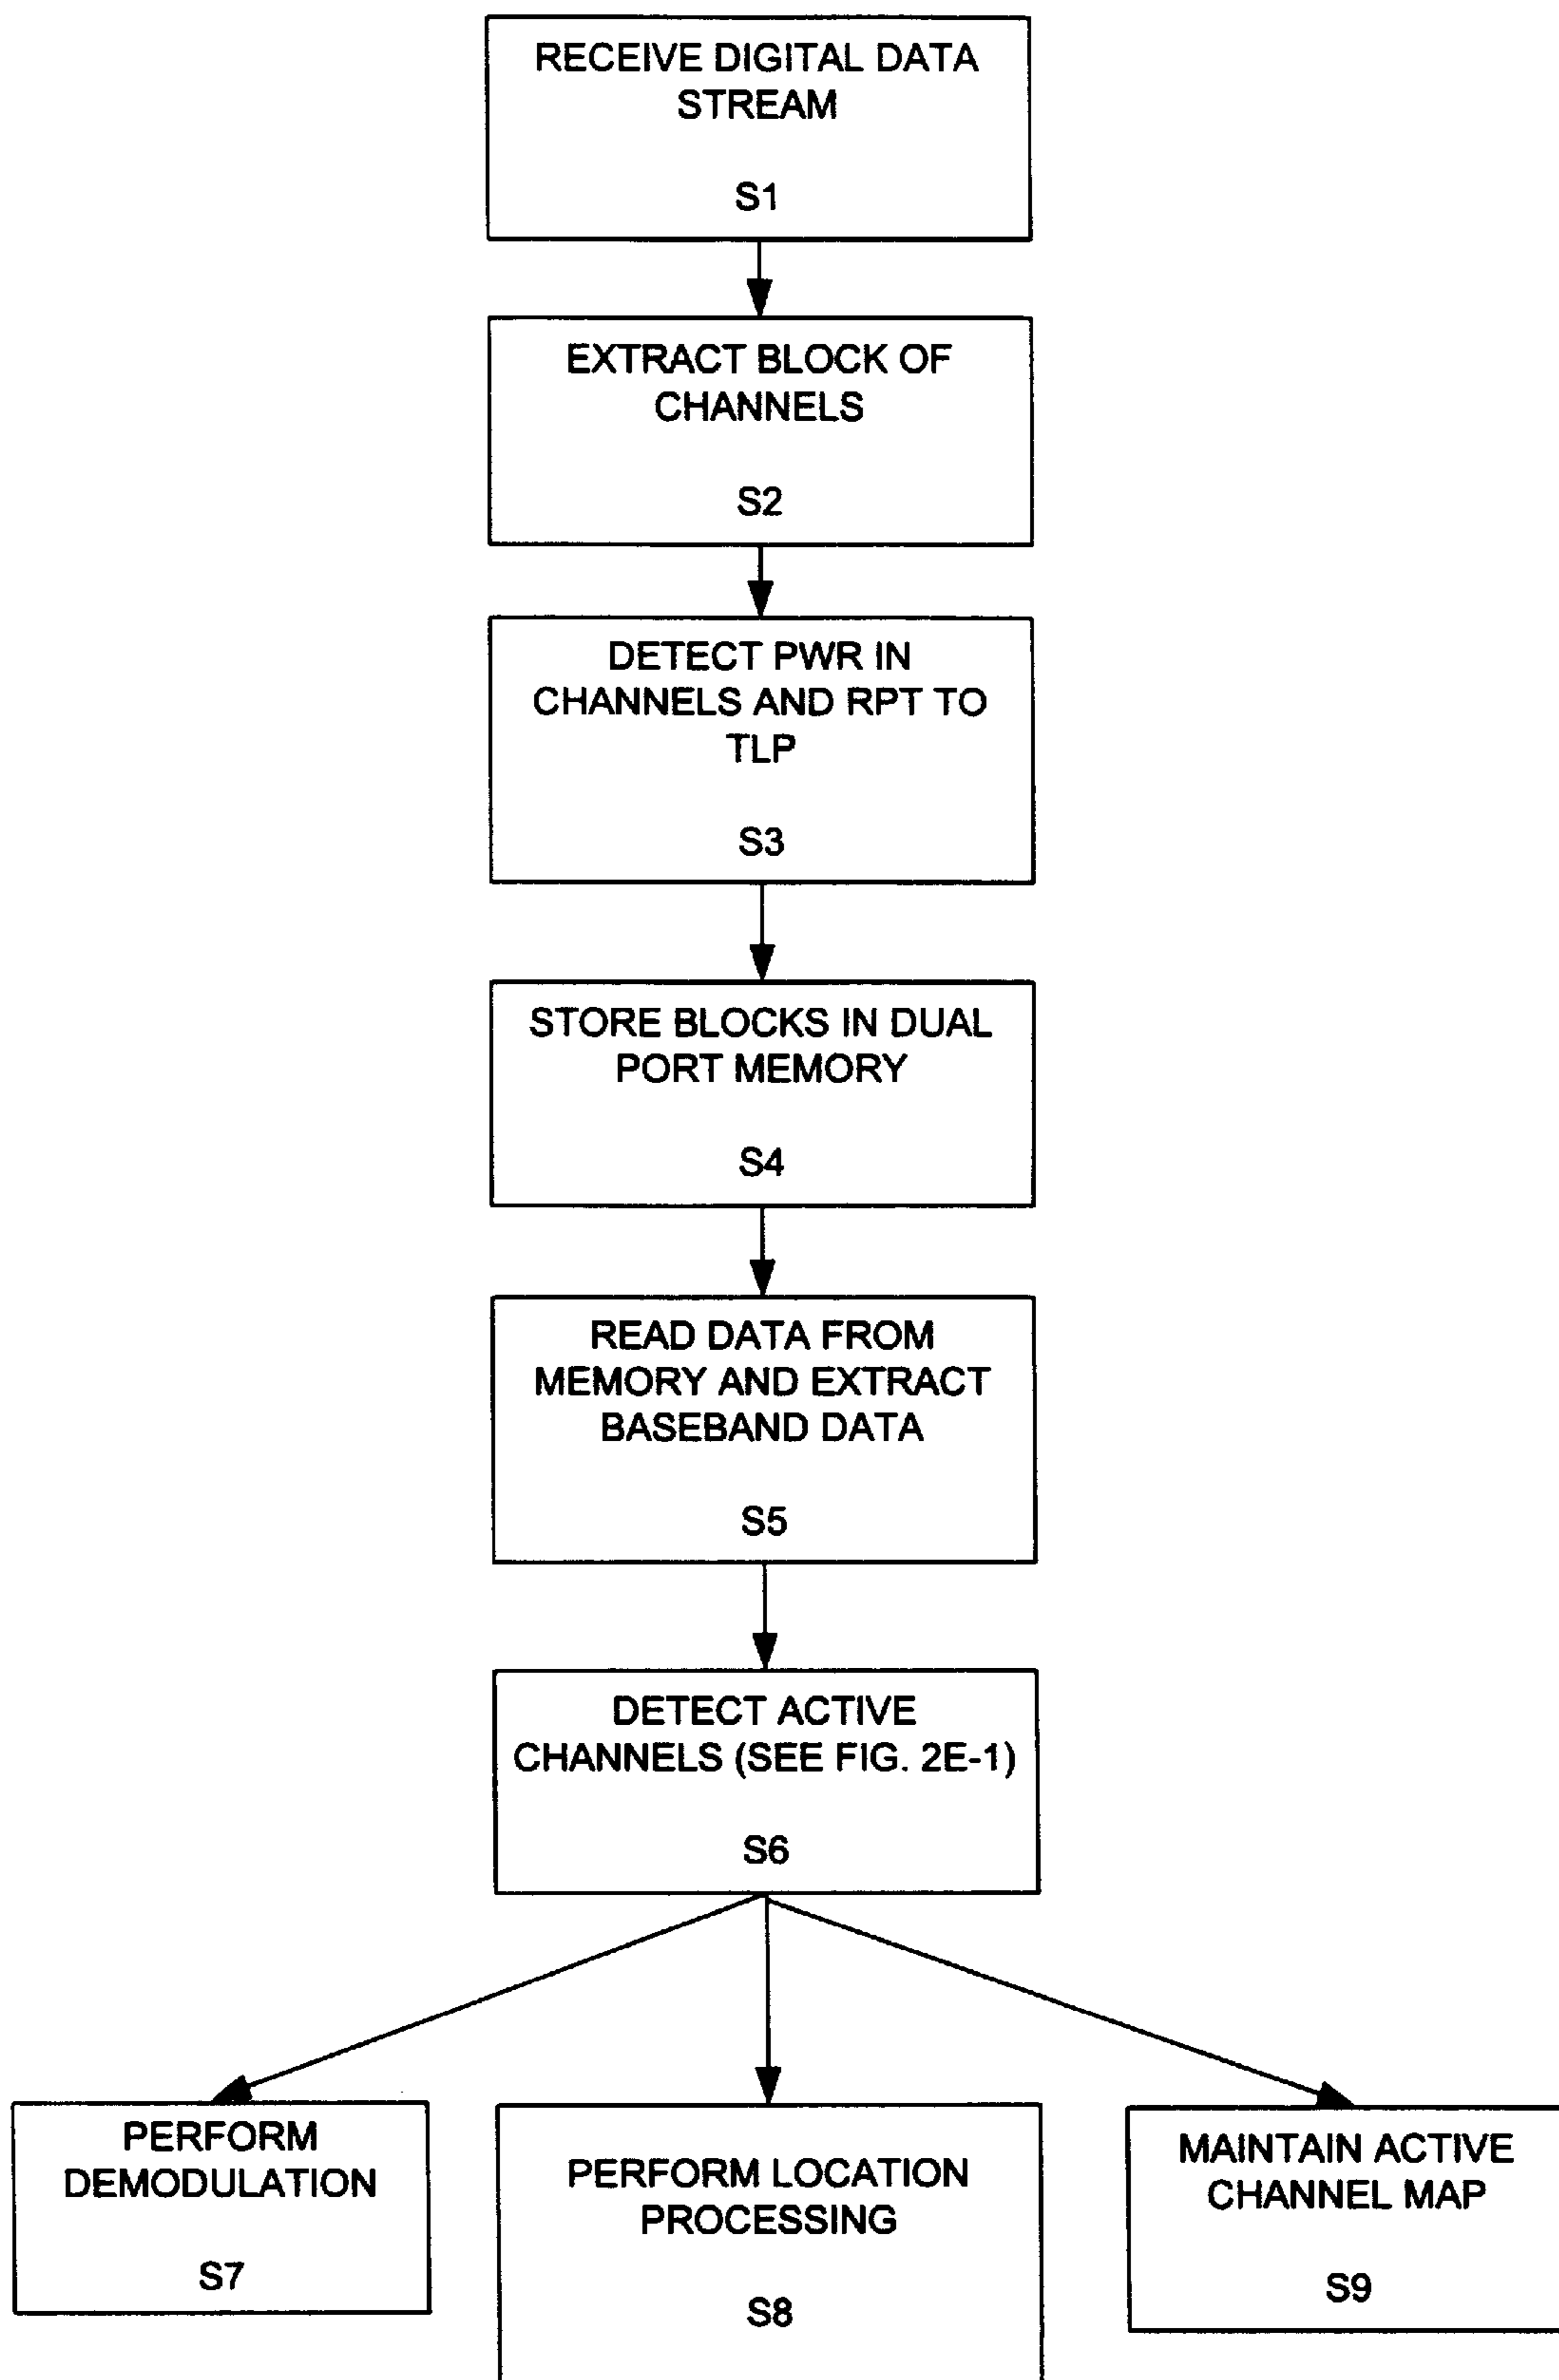 RECEIVE DIGITAL DATA
STREAM
S1
EXTRACT BLOCK OF
CHANNELS
S2
DETECT PWR IN
CHANNELS AND RPT TO
TLP
S3
STORE BLOCKS IN DUAL
PORT MEMORY
S4
READ DATA FROM
MEMORY AND EXTRACT
BASEBAND DATA
S5
DETECT ACTIVE
CHANNELS (SEE FIG. 2E-1)
S6
PERFORM
DEMODULATION
S7
PERFORM LOCATION
PROCESSING
S8
MAINTAIN ACTIVE
CHANNEL MAP
S9